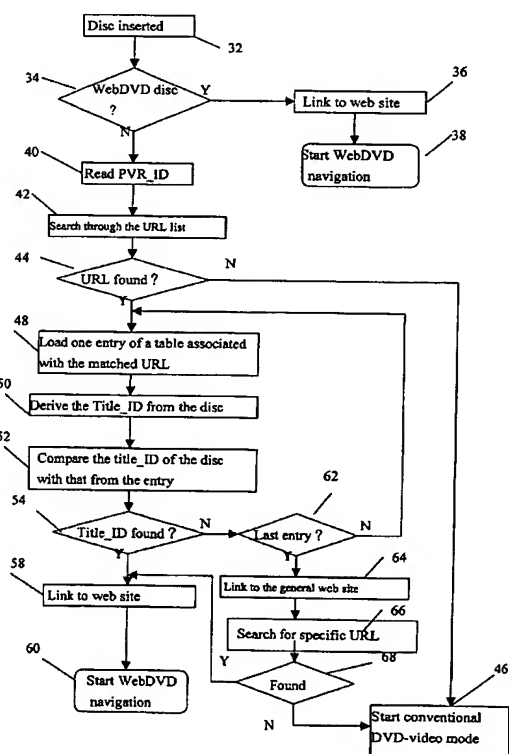 Disc inserted
32
34
WebDVD disc
?
Y
N
Link to web site
36
Start WebDVD
navigation
38
40
Read PVR_ID
42
Search through the URL list
44
URL found ?
N
Y
48
Load one entry of a table associated
with the matched URL
50
Derive the Title_ID from the disc
52
Compare the title_ID of the disc
with that from the entry
54
Title_ID found ?
N
Y
62
Last entry ?
N
Y
58
Link to web site
64
Link to the general web site
66
Search for specific URL
60
Start WebDVD
navigation
68
Found
Y
N
46
Start conventional
DVD-video mode